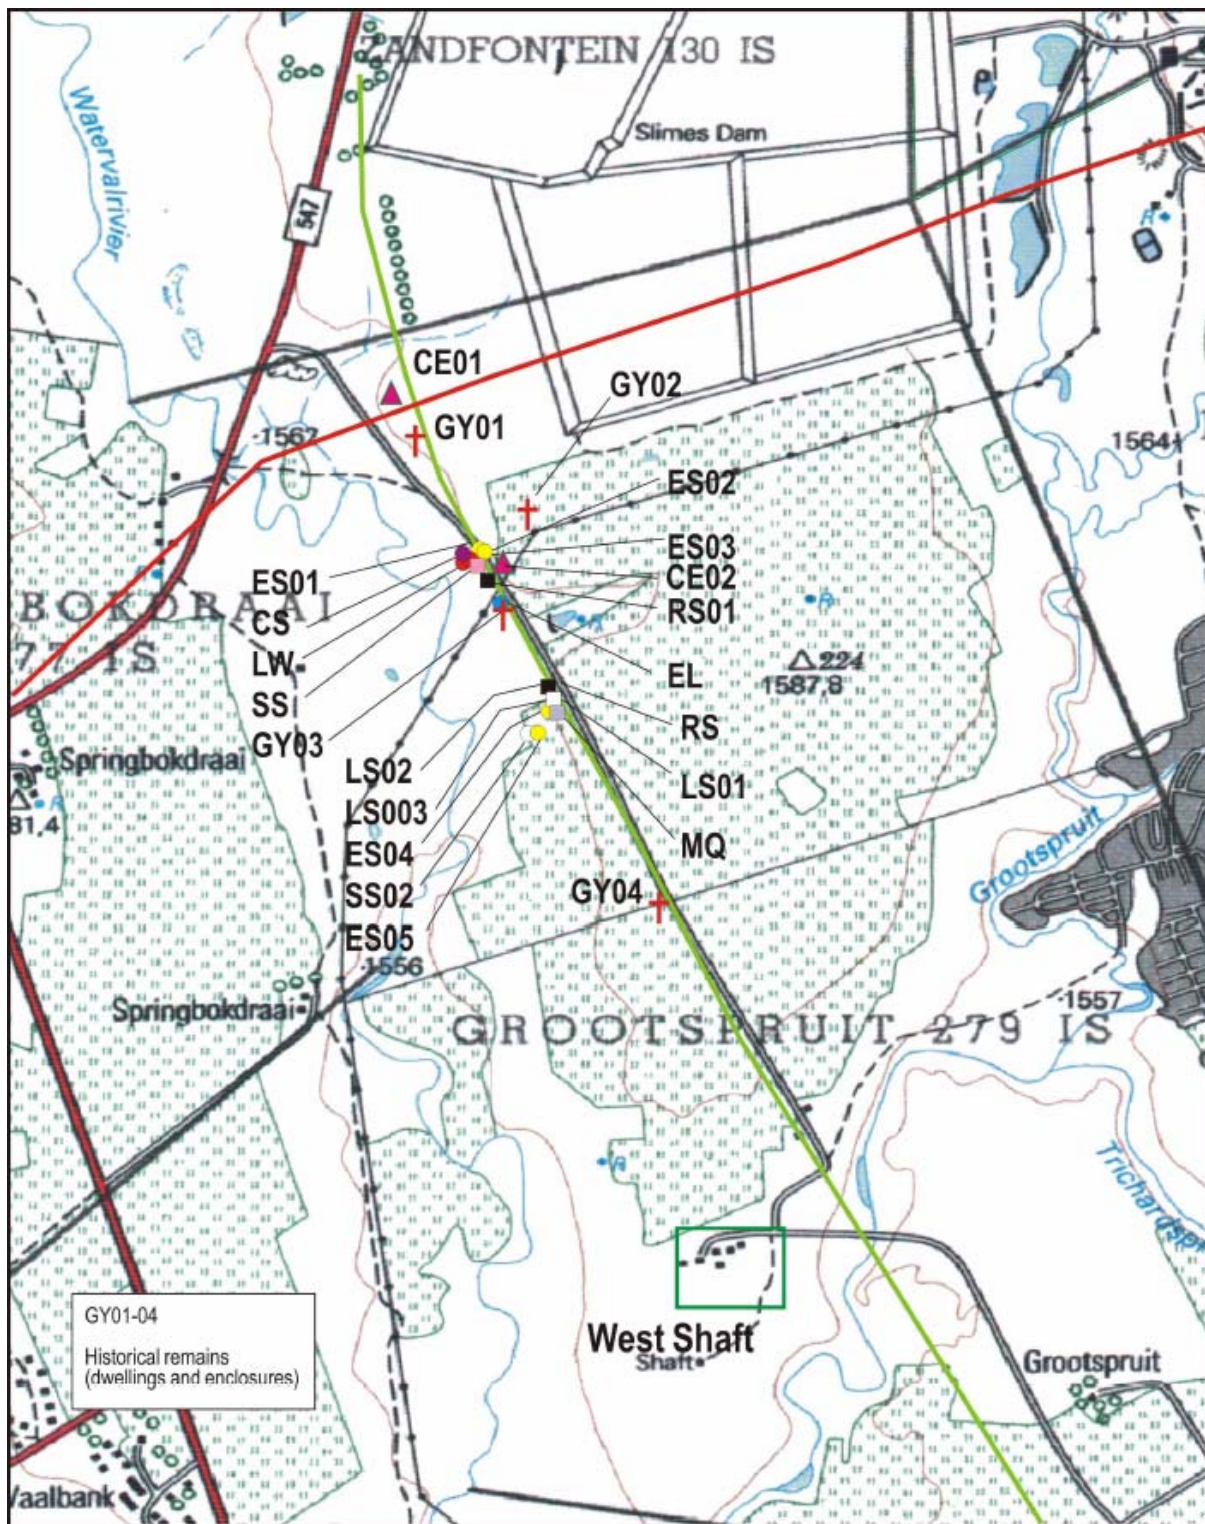 ZANDFONTEIN 130 IS
Slimes Dam
Watervalrivier
547
R
CE01
GY02
GY01
1567
1564
ES02
ES03
CE02
RS01
ES01
BOKDRAAI
CS
R
R
77 IS
LW
EL
224
1587,8
SS
RS
GY03
Springbokdraai
LS02
LS01
R
81,4
LS003
Grootspruit
ES04
MQ
SS02
GY04
ES05
1556
1557
Springbokdraai
GROOTSPRUIT 279 IS
R
Trichardspr
GY01-04
Historical remains
(dwellings and enclosures)
West Shaft
Shaft
Grootspruit
Vaalbank